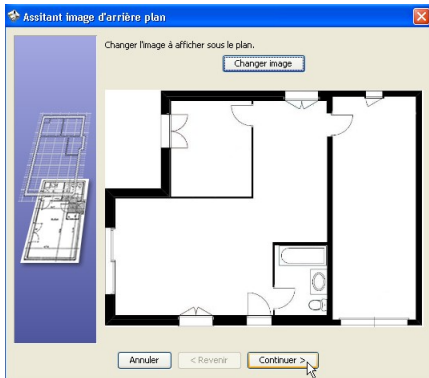 Assitant image d'arrière plan
Changer l'image à afficher sous le plan.
Changer image
Annuler
< Revenir
Continuer >